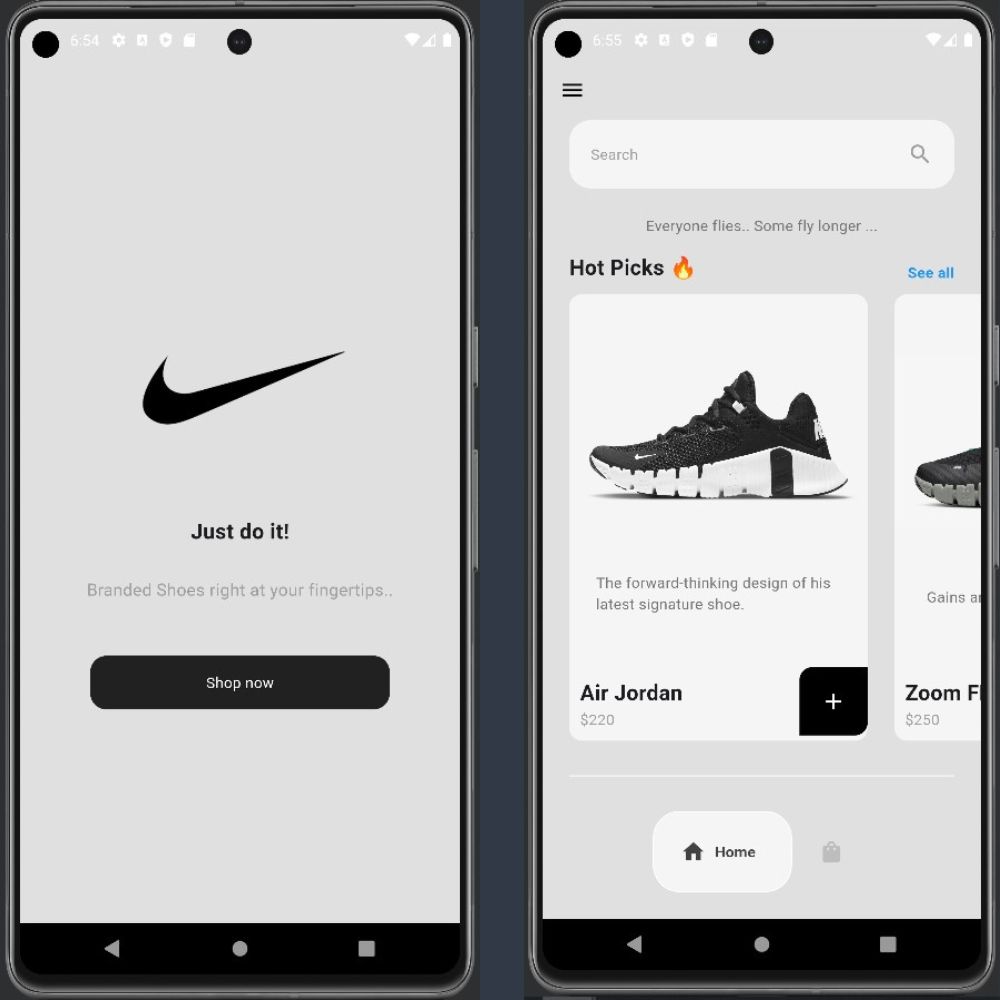 6:54
Just do it!
Branded Shoes right at your fingertips..
Shop now
6:55
Search
Everyone flies.. Some fly longer ...
Hot Picks 🔥
See all
The forward-thinking design of his
latest signature shoe.
Air Jordan
$220
+
Gains
Zoom
$250
Home